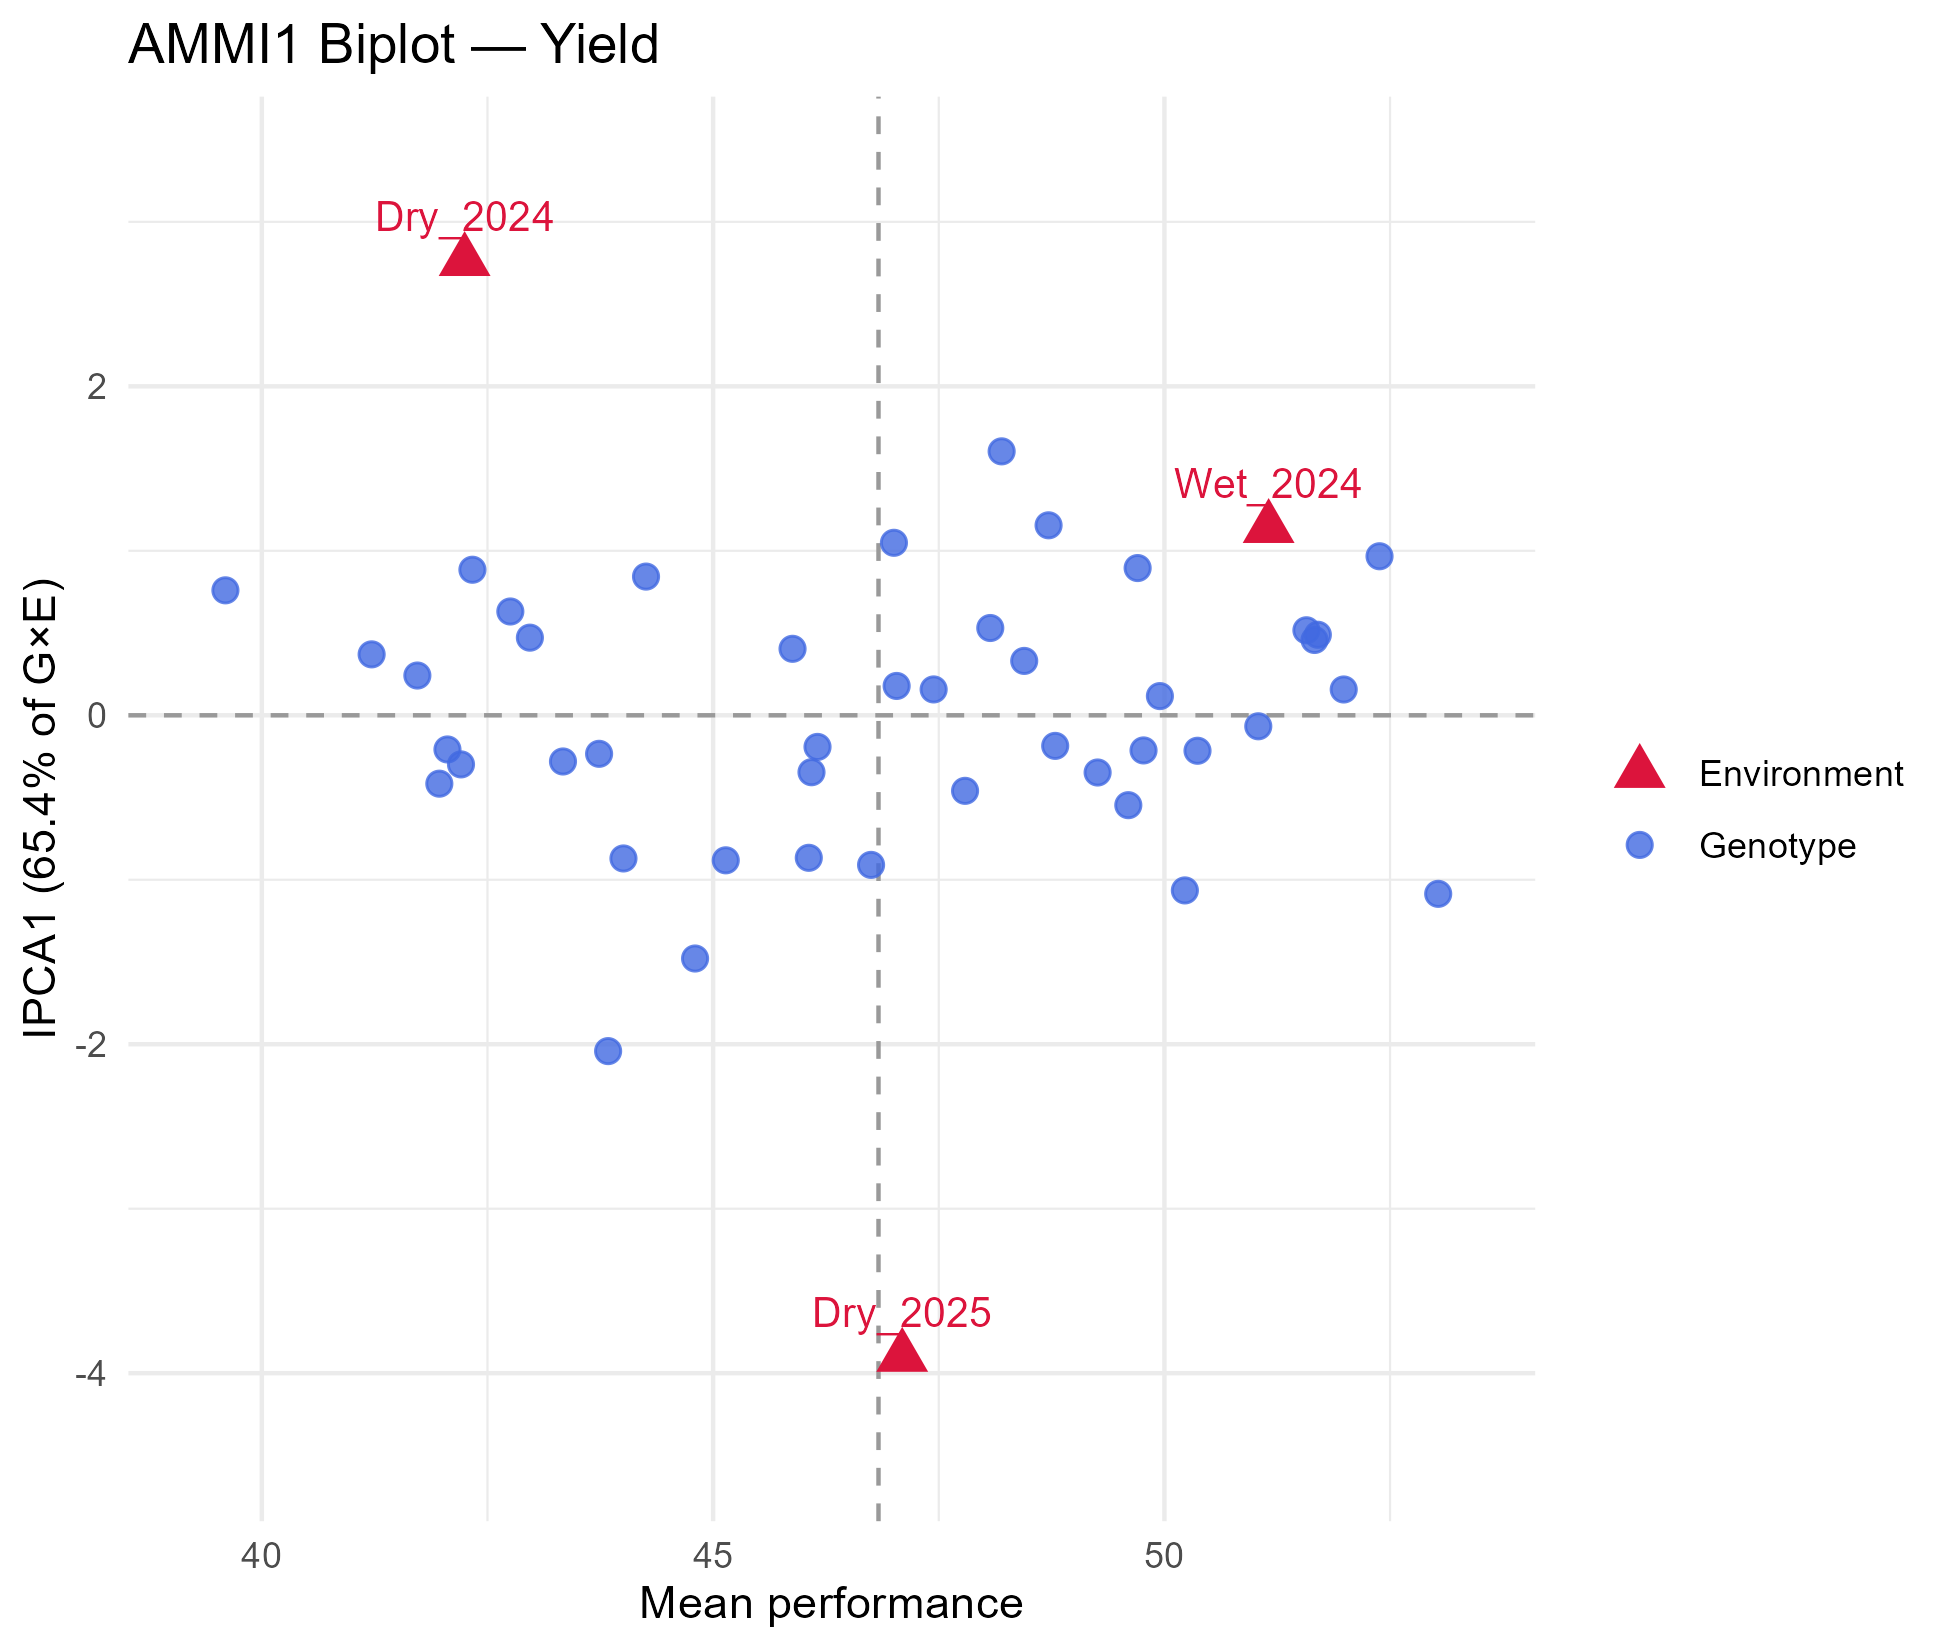 AMMI1 Biplot — Yield
Dry_2024
Wet_2024
Dry_2025
2
0
-2
-4
IPCA1 (65.4% of G×E)
40
45
50
Mean performance
Environment
Genotype